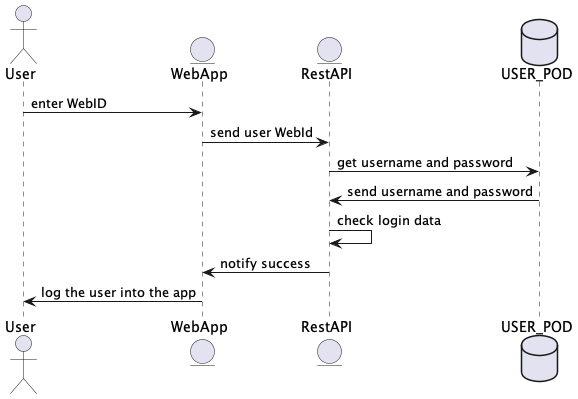 User
WebApp
RestAPI
USER_POD
enter WebID
send user WebId
get username and password
send username and password
check login data
notify success
log the user into the app
User
WebApp
RestAPI
USER_POD